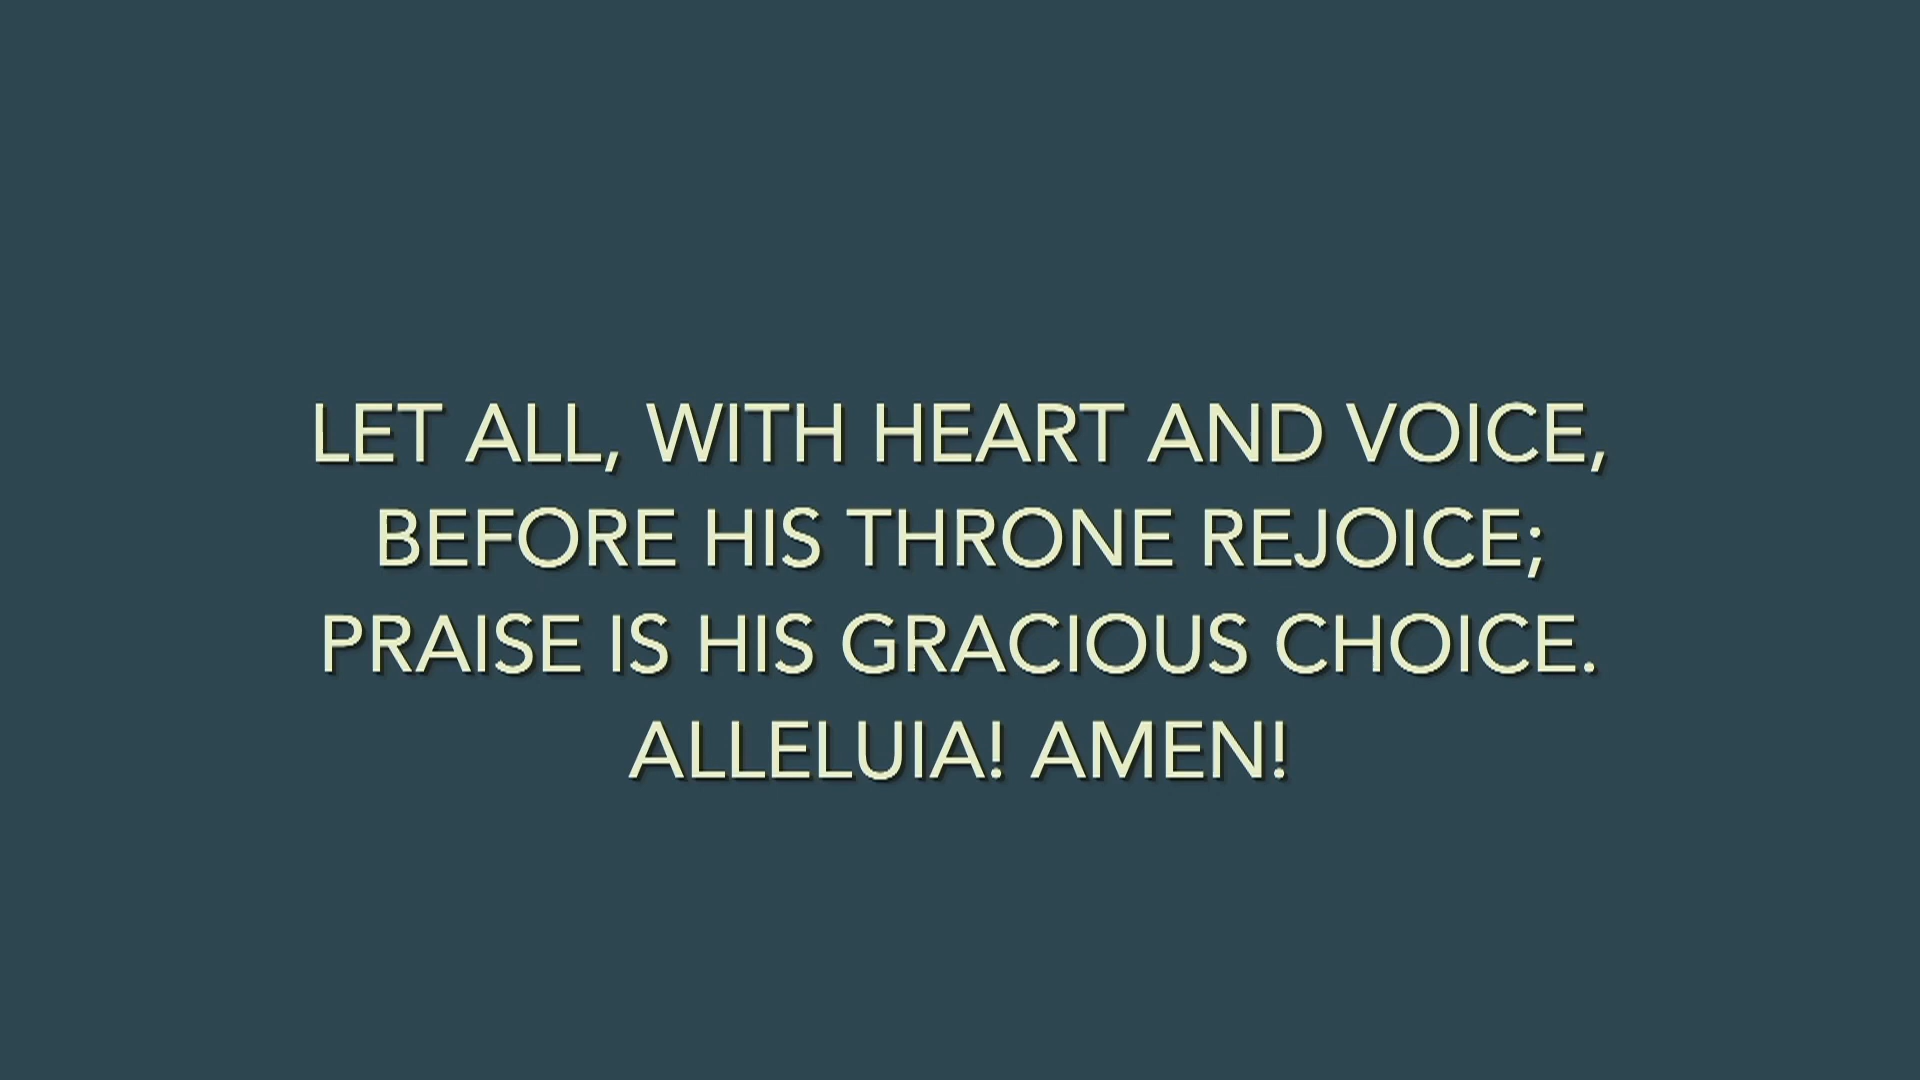 LET ALL, WITH HEART AND VOICE,
BEFORE HIS THRONE REJOICE;
PRAISE IS HIS GRACIOUS CHOICE.
ALLELUIA! AMEN!